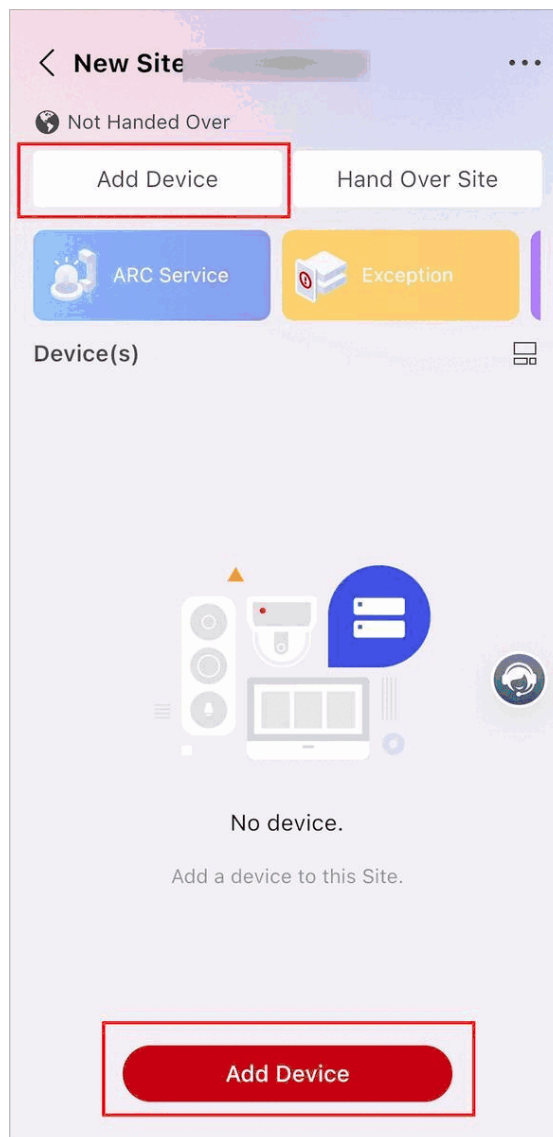 New Site
Not Handed Over
Add Device
Hand Over Site
ARC Service
Exception
Device(s)
No device.
Add a device to this Site.
Add Device